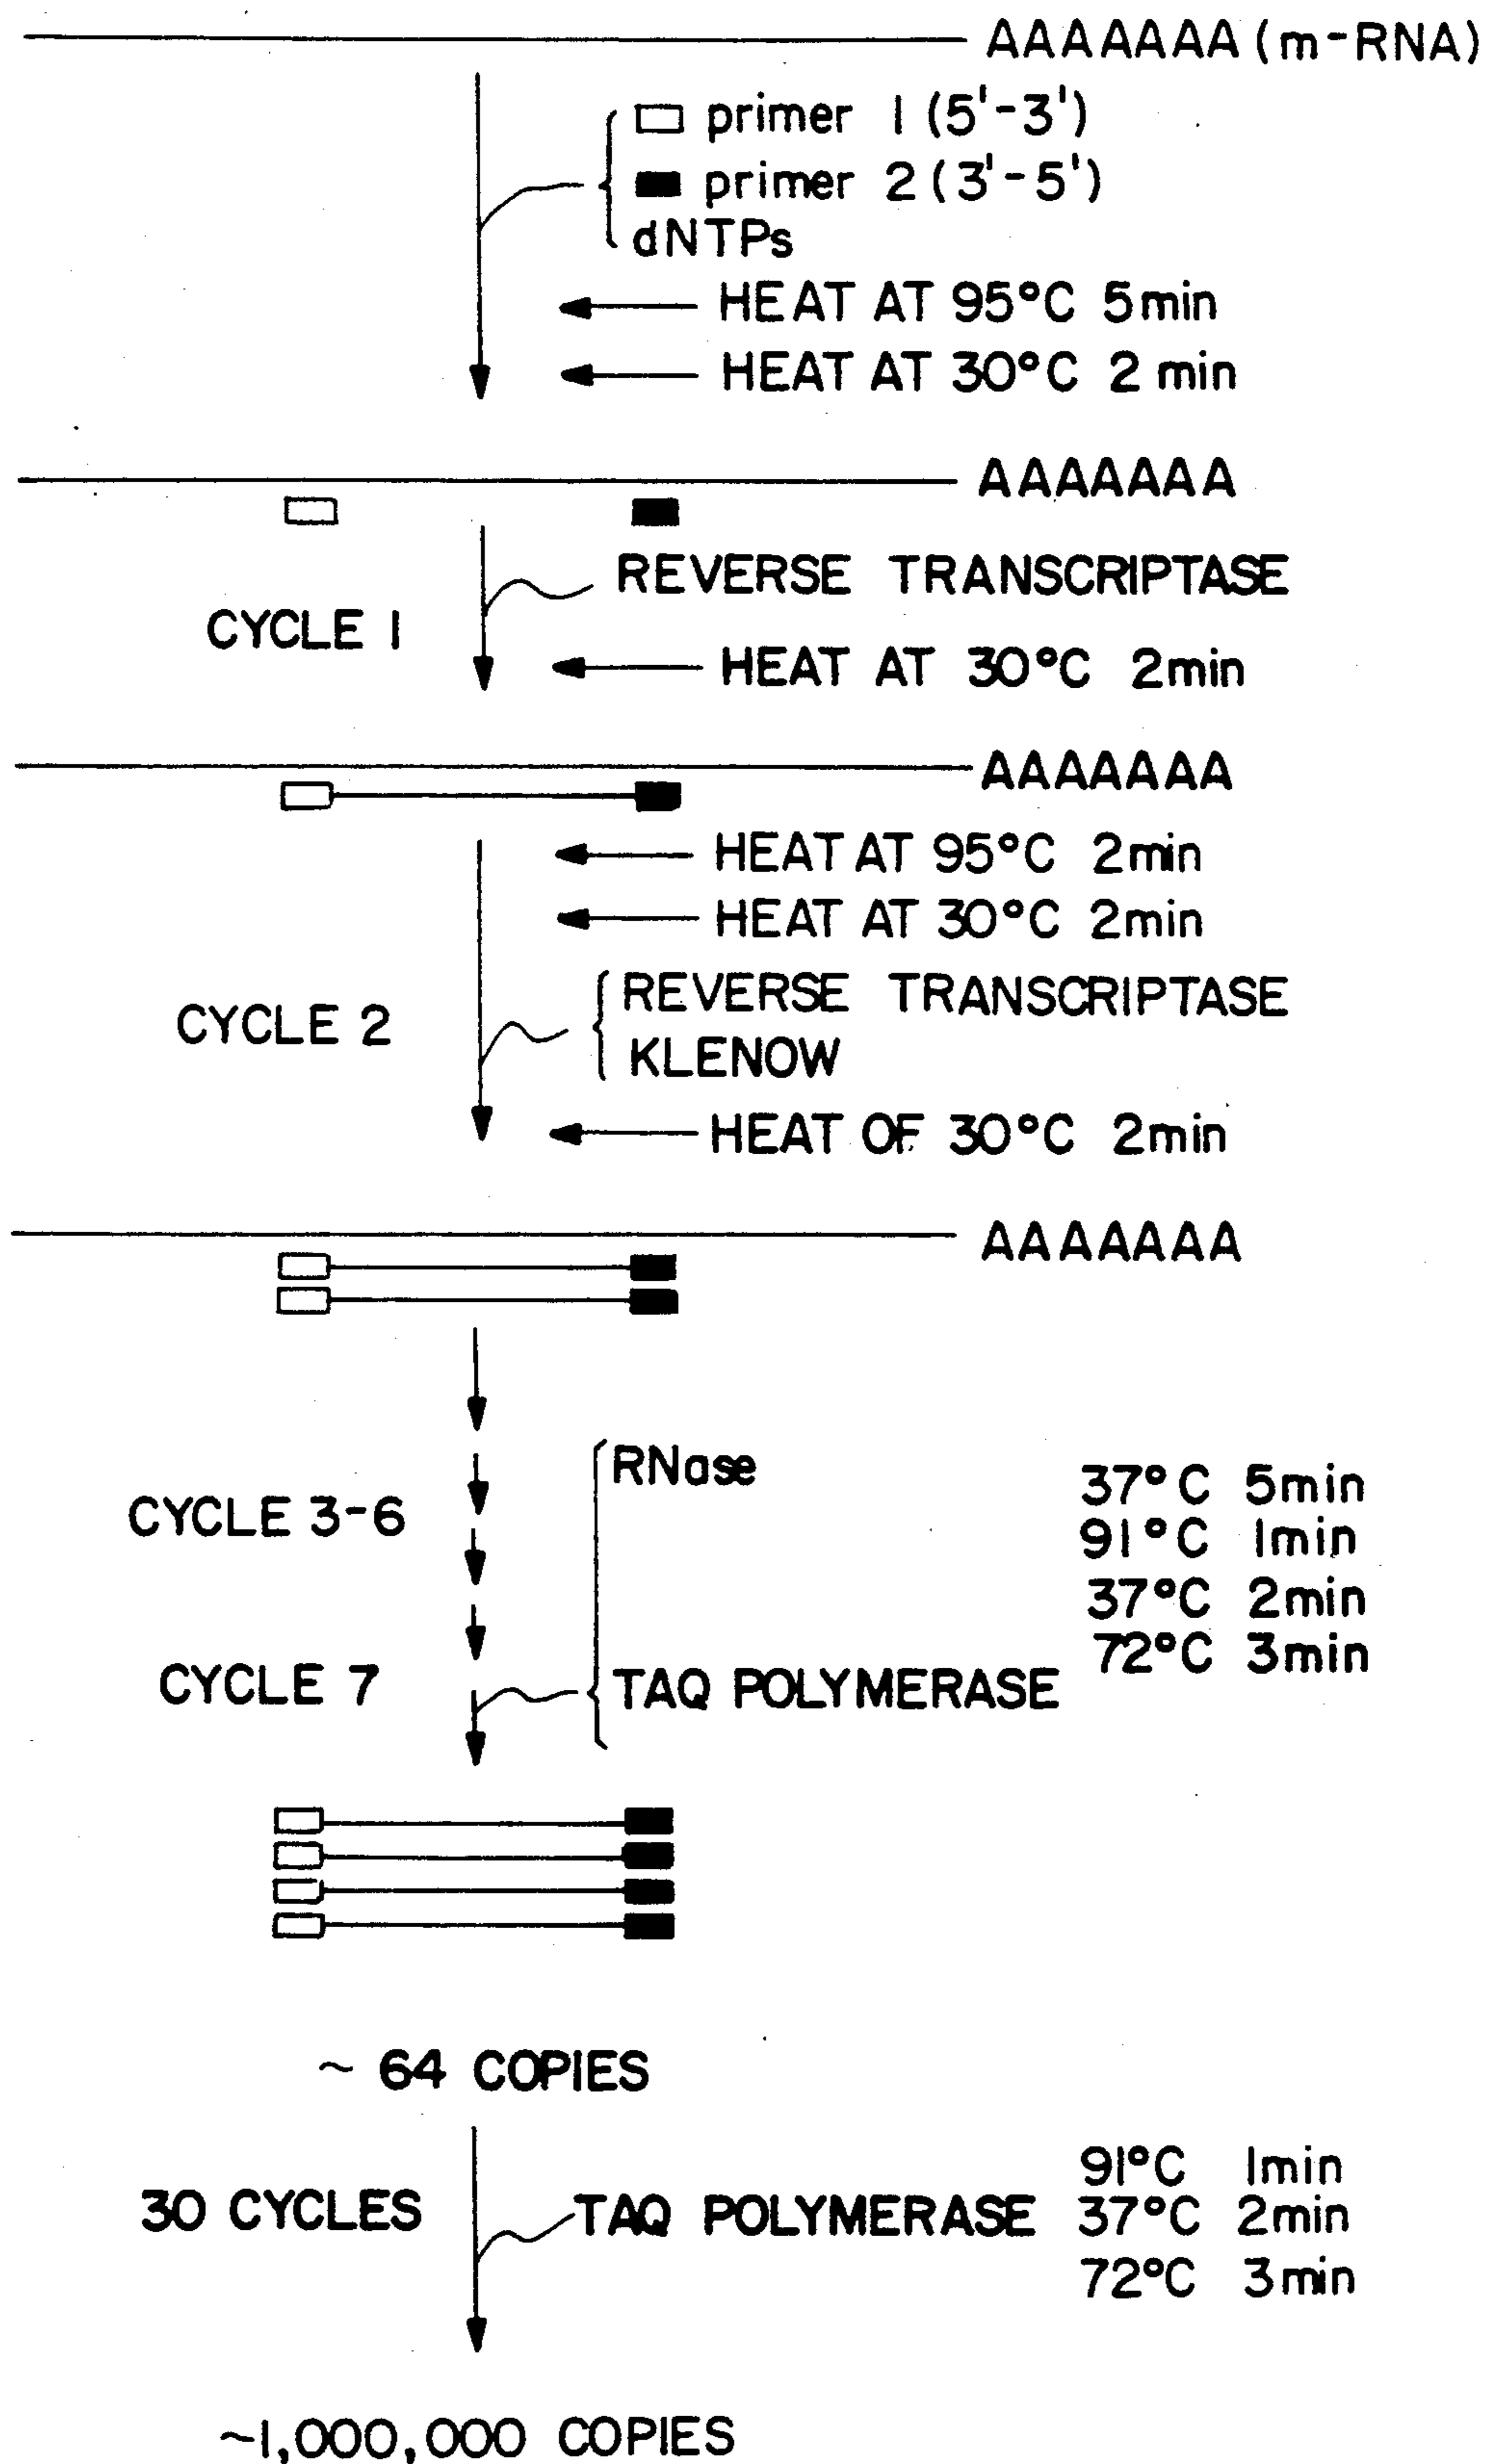 AAAAAAA (m-RNA)
primer 1 (5'-3')
primer 2 (3'-5')
dNTPs
HEAT AT 95°C 5min
HEAT AT 30°C 2 min
AAAAAAA
REVERSE TRANSCRIPTASE
CYCLE 1
HEAT AT 30°C 2min
AAAAAAA
HEAT AT 95°C 2min
HEAT AT 30°C 2min
REVERSE TRANSCRIPTASE
CYCLE 2
KLENOW
HEAT OF 30°C 2min
AAAAAAA
RNase
37°C 5min
CYCLE 3-6
91°C 1min
37°C 2min
72°C 3min
CYCLE 7
TAQ POLYMERASE
~ 64 COPIES
91°C 1min
30 CYCLES
TAQ POLYMERASE 37°C 2min
72°C 3min
~1,000,000 COPIES